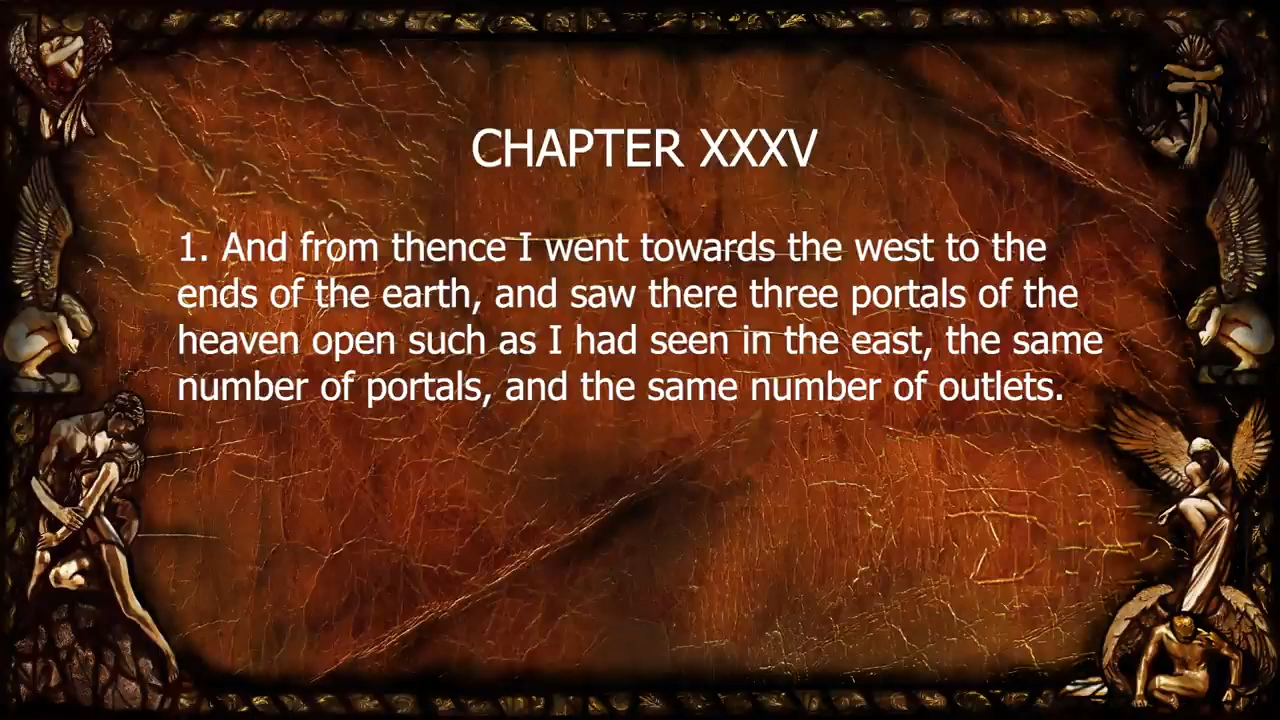 CHAPTER XXXV
1. And from thence I went towards the west to the
ends of the earth, and saw there three portals of the
heaven open such as I had seen in the east, the same
number of portals, and the same number of outlets.